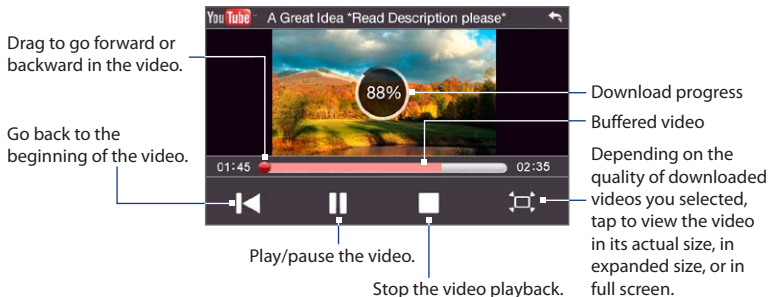 You Tube A Great Idea *Read Description please*
Drag to go forward or
backward in the video.
88%
Download progress
Buffered video
Go back to the
beginning of the video.
01:45
02:35
Depending on the
quality of downloaded
videos you selected,
tap to view the video
in its actual size, in
expanded size, or in
full screen.
Play/pause the video.
Stop the video playback.